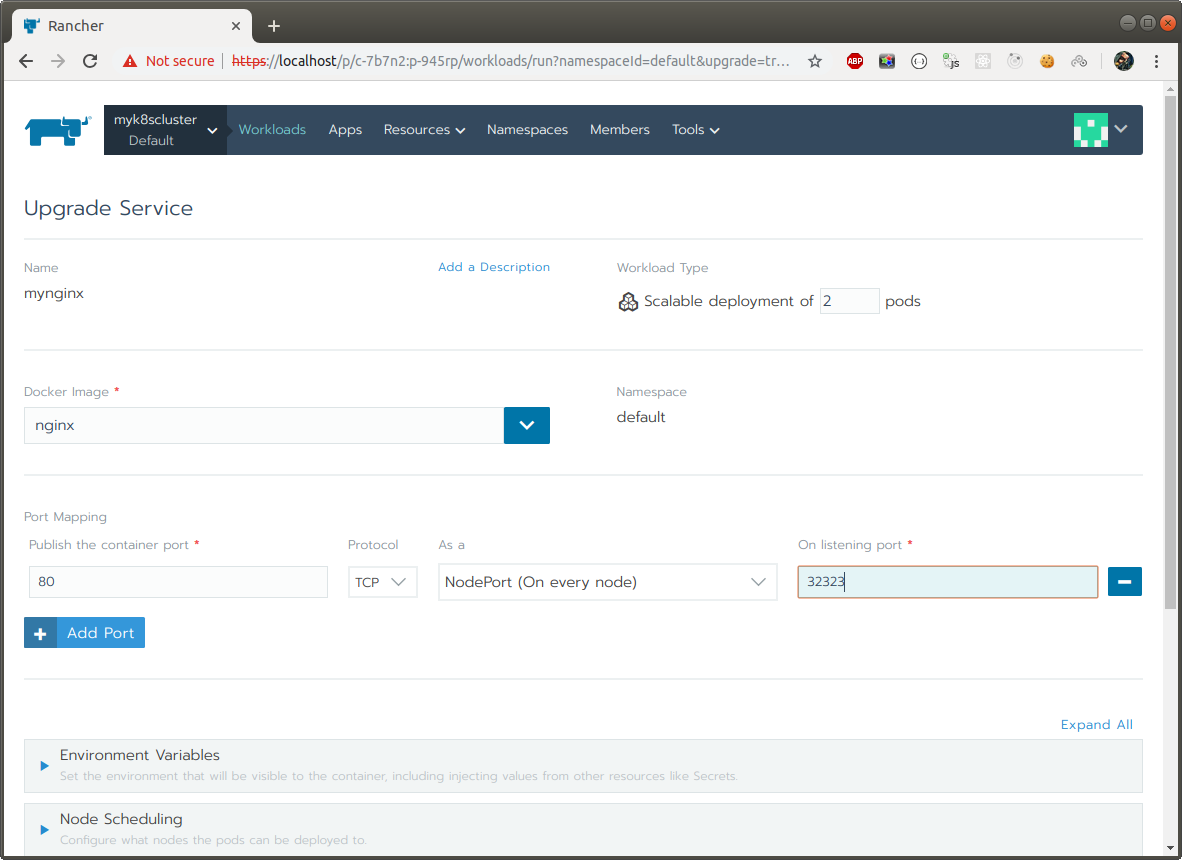 Rancher
Not secure
https://localhost/p/c-7b7n2:p-945rp/workloads/run?namespaceId=default&upgrade=tr...
ABP
js
myk8scluster
Default
Workloads
Apps
Resources
Namespaces
Members
Tools
Upgrade Service
Name
Add a Description
mynginx
Workload Type
Scalable deployment of 2 pods
Docker Image *
nginx
Namespace
default
Port Mapping
Publish the container port *
Protocol
As a
On listening port *
80
TCP
NodePort (On every node)
32323
Add Port
Expand All
Environment Variables
Set the environment that will be visible to the container, including injecting values from other resources like Secrets.
Node Scheduling
Configure what nodes the pods can be deployed to.